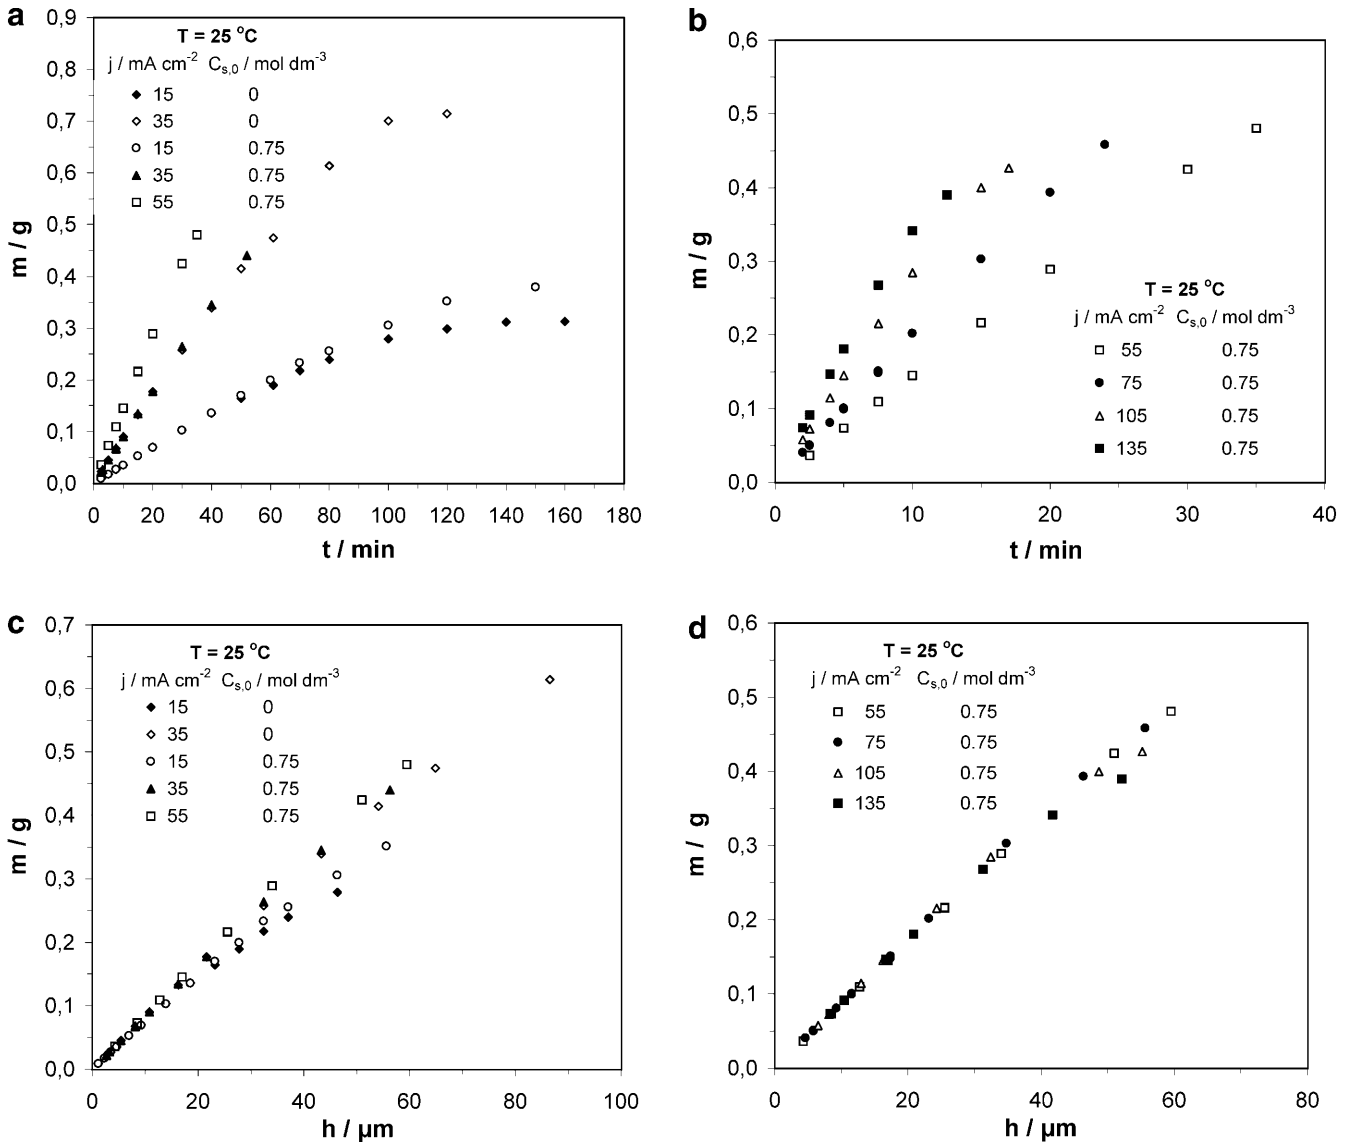 a
T = 25 °C
j / mA cm-2 Cs,0 / mol dm-3
15 0
35 0
15 0.75
35 0.75
55 0.75
0,9
0,8
0,7
0,6
0,5
0,4
0,3
0,2
0,1
0,0
m / g
0 20 40 60 80 100 120 140 160 180
t / min
b
0,6
0,5
0,4
0,3
0,2
0,1
0,0
m / g
T = 25 °C
j / mA cm-2 Cs,0 / mol dm-3
55 0.75
75 0.75
105 0.75
135 0.75
0 10 20 30 40
t / min
c
T = 25 °C
j / mA cm-2 Cs,0 / mol dm-3
15 0
35 0
15 0.75
35 0.75
55 0.75
0,7
0,6
0,5
0,4
0,3
0,2
0,1
0,0
m / g
0 20 40 60 80 100
h / µm
d
T = 25 °C
j / mA cm-2 Cs,0 / mol dm-3
55 0.75
75 0.75
105 0.75
135 0.75
0,6
0,5
0,4
0,3
0,2
0,1
0,0
m / g
0 20 40 60 80
h / µm